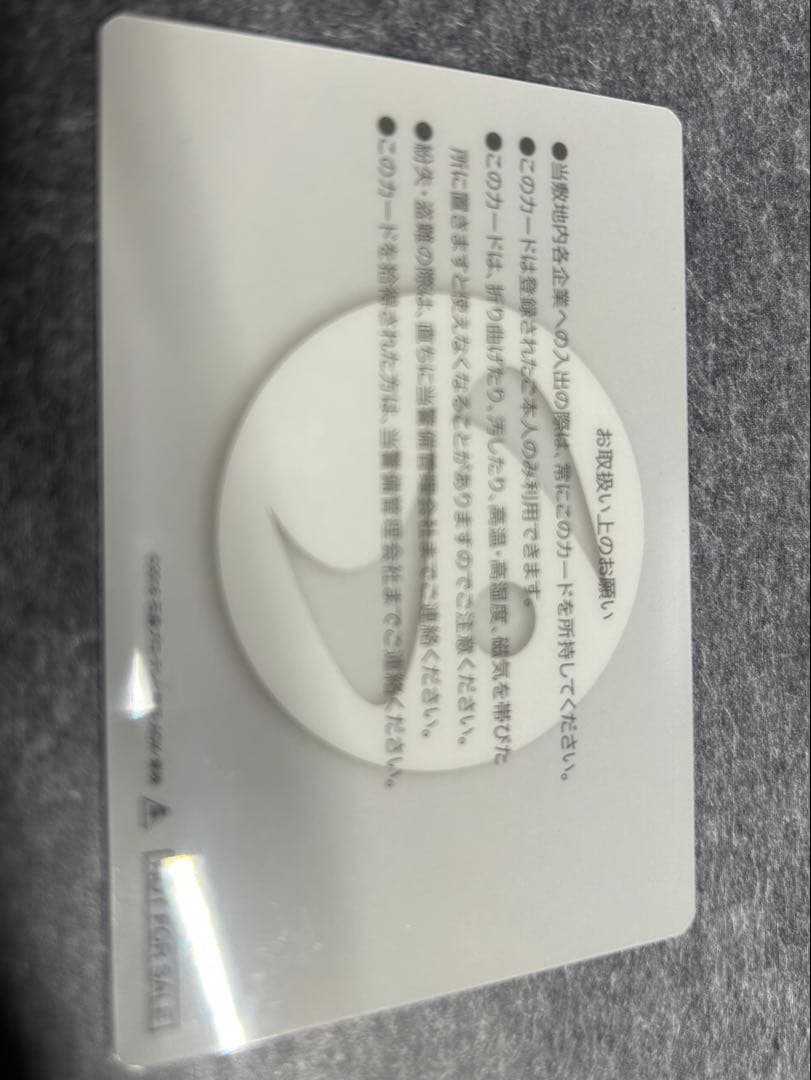 お取扱い上のお願い
●当敷地内各企業への入出の際は、常にこのカードを所持してください。
●このカードは登録されたご本人のみ利用できます。
●このカードは、折り曲げたり、汚したり、高温・高湿度、磁気を帯びた
所に置きますと使えなくなることがありますのでご注意ください。
●紛失・盗難の際は、直ちに当警備管理会社までご連絡ください。
●このカードを拾得された方は、当警備管理会社までご連絡ください。
NOT FOR SALE